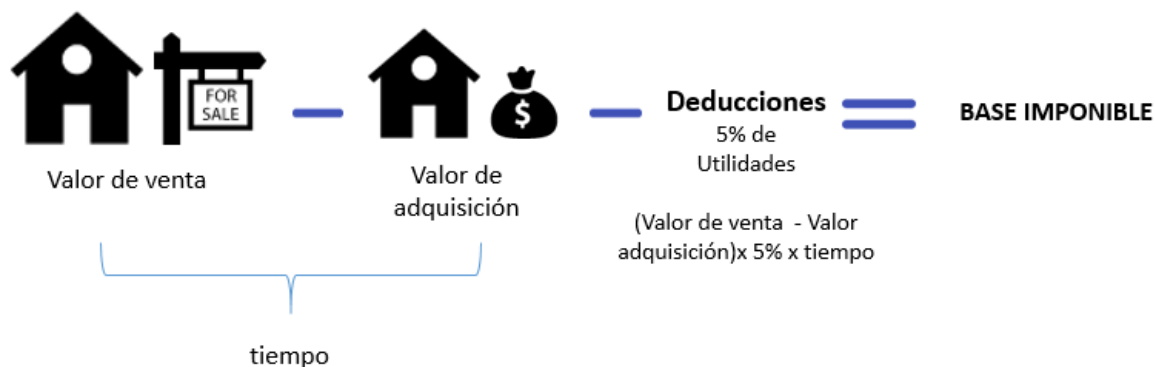 FOR
SALE
$
Valor de venta
Valor de
adquisición
Deducciones
5% de
Utilidades
(Valor de venta - Valor
adquisición)x 5% x tiempo
BASE IMPONIBLE
tiempo